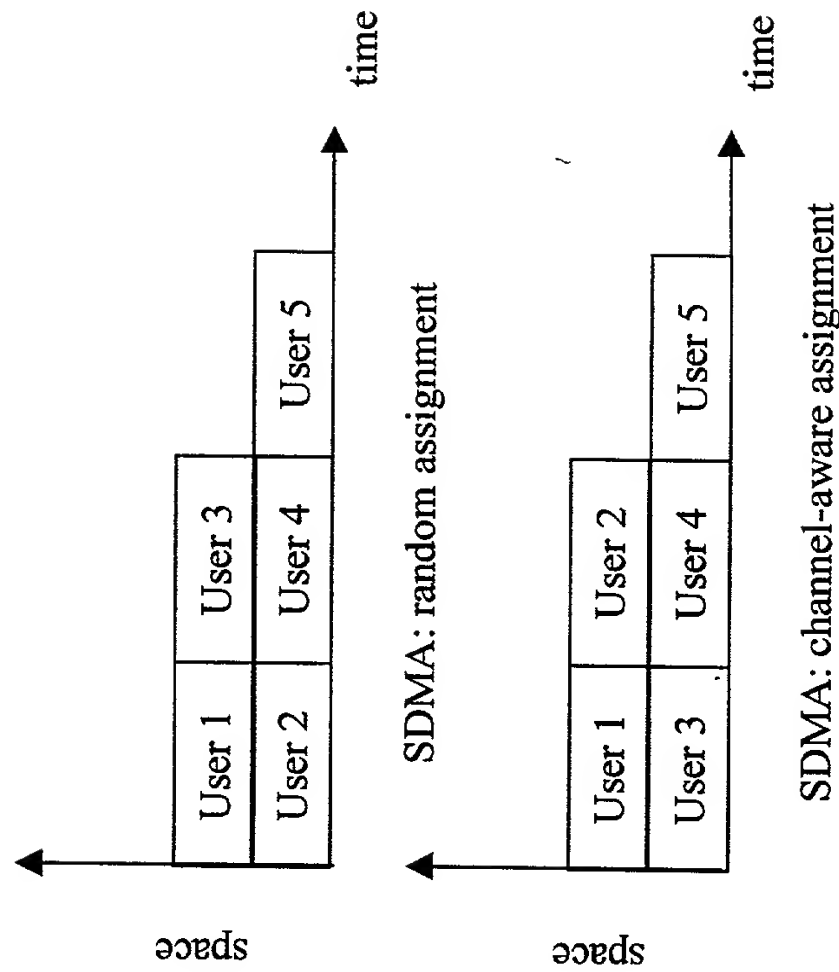 space
User 1 User 3
User 2 User 4 User 5
time
SDMA: random assignment
space
User 1 User 2
User 3 User 4 User 5
time
SDMA: channel-aware assignment